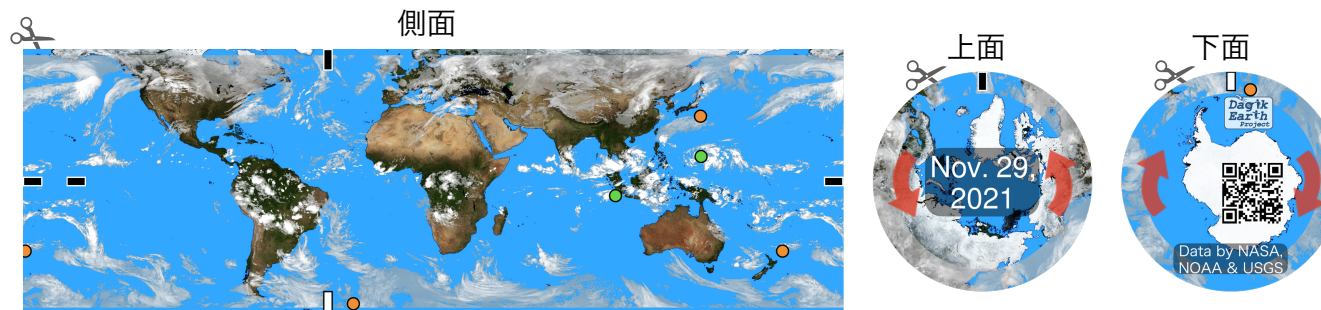 側面
上面
下面
Nov. 29,
2021
Dagik
Earth
Project
Data by NASA,
NOAA & USGS